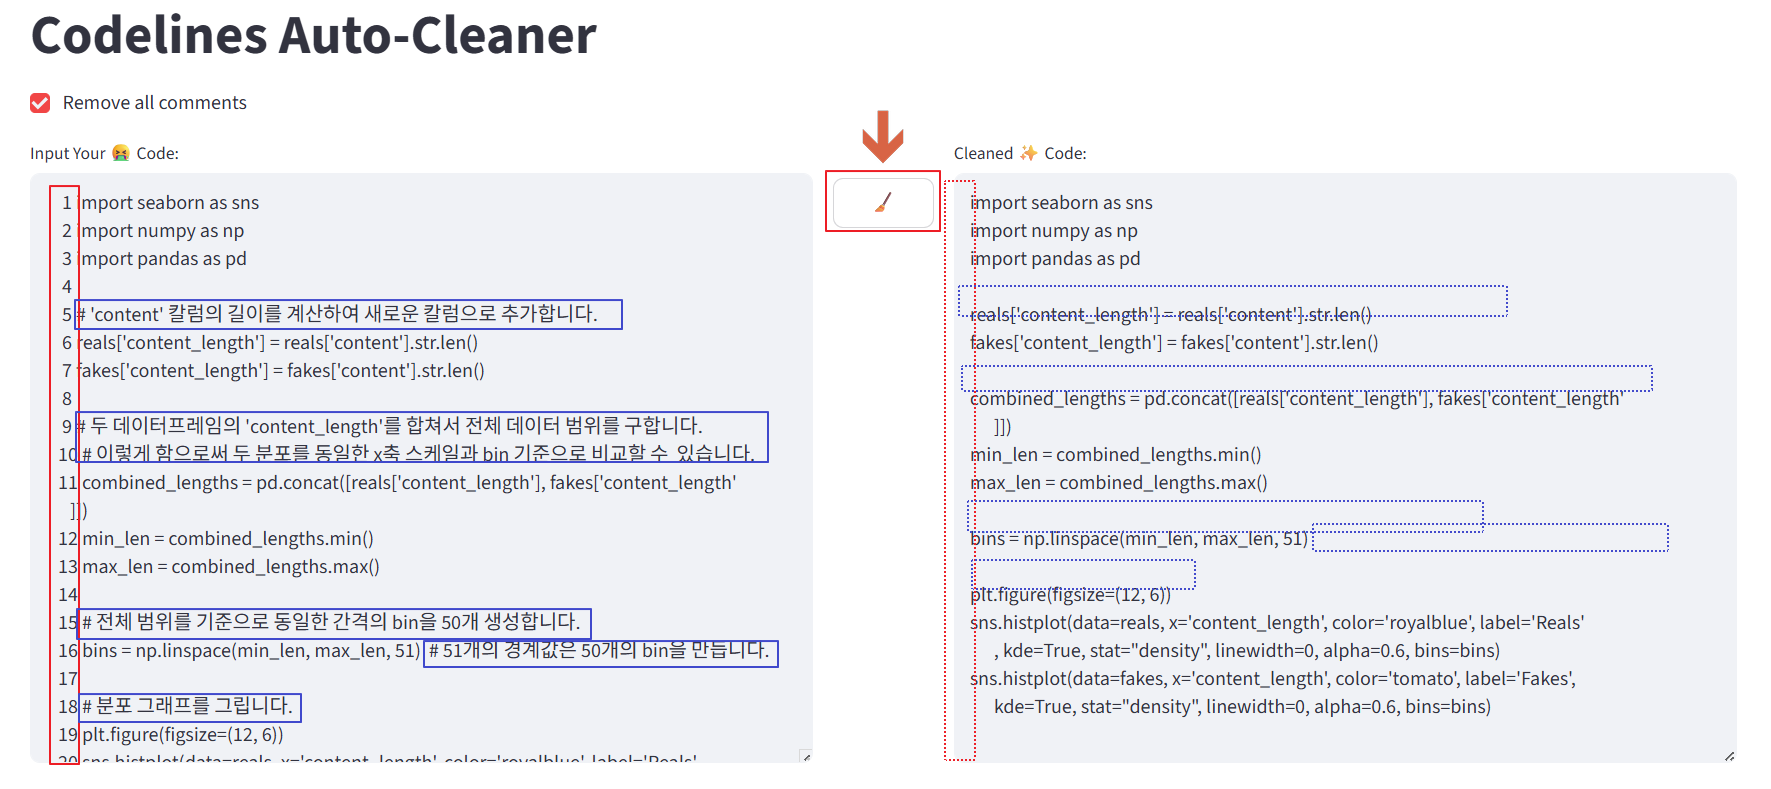 Codelines Auto-Cleaner
Remove all comments
Input Your 🤮 Code:
1 import seaborn as sns
2 import numpy as np
3 import pandas as pd
4
5 # 'content' 칼럼의 길이를 계산하여 새로운 칼럼으로 추가합니다.
6 reals['content_length'] = reals['content'].str.len()
7 fakes['content_length'] = fakes['content'].str.len()
8
9 # 두 데이터프레임의 'content_length'를 합쳐서 전체 데이터 범위를 구합니다.
10 # 이렇게 함으로써 두 분포를 동일한 x축 스케일과 bin 기준으로 비교할 수 있습니다.
11 combined_lengths = pd.concat([reals['content_length'], fakes['content_length'
]])
12 min_len = combined_lengths.min()
13 max_len = combined_lengths.max()
14
15 # 전체 범위를 기준으로 동일한 간격의 bin을 50개 생성합니다.
16 bins = np.linspace(min_len, max_len, 51) # 51개의 경계값은 50개의 bin을 만듭니다.
17
18 # 분포 그래프를 그립니다.
19 plt.figure(figsize=(12, 6))
20 sns.histplot(data=reals, x='content_length', color='royalblue', label='Reals'
Cleaned ✨ Code:
import seaborn as sns
import numpy as np
import pandas as pd
reals['content_length'] = reals['content'].str.len()
fakes['content_length'] = fakes['content'].str.len()
combined_lengths = pd.concat([reals['content_length'], fakes['content_length'
]])
min_len = combined_lengths.min()
max_len = combined_lengths.max()
bins = np.linspace(min_len, max_len, 51)
plt.figure(figsize=(12, 6))
sns.histplot(data=reals, x='content_length', color='royalblue', label='Reals'
, kde=True, stat="density", linewidth=0, alpha=0.6, bins=bins)
sns.histplot(data=fakes, x='content_length', color='tomato', label='Fakes',
kde=True, stat="density", linewidth=0, alpha=0.6, bins=bins)